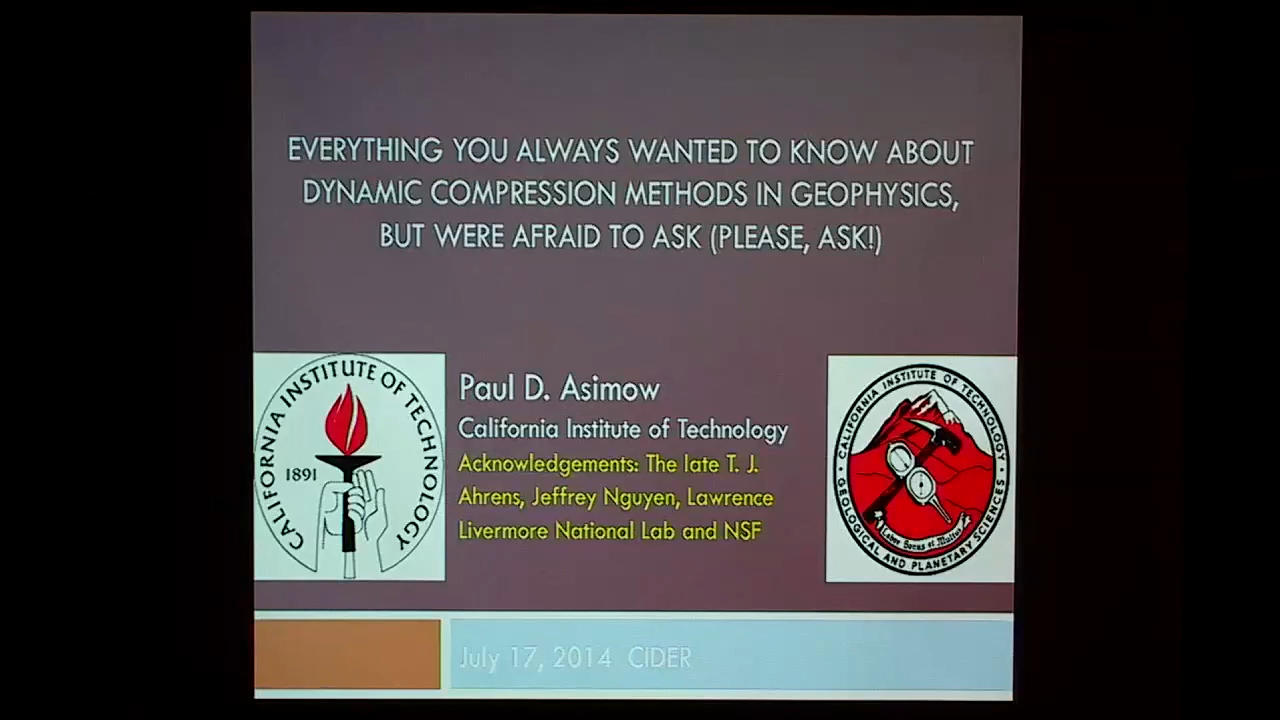 EVERYTHING YOU ALWAYS WANTED TO KNOW ABOUT
DYNAMIC COMPRESSION METHODS IN GEOPHYSICS,
BUT WERE AFRAID TO ASK (PLEASE, ASK!)
CALIFORNIA INSTITUTE OF TECHNOLOGY
1891
Paul D. Asimow
California Institute of Technology
Acknowledgements: The late T. J.
Ahrens, Jeffrey Nguyen, Lawrence
Livermore National Lab and NSF
CALIFORNIA INSTITUTE OF TECHNOLOGY
GEOLOGICAL AND PLANETARY SCIENCES
July 17, 2014 CIDER